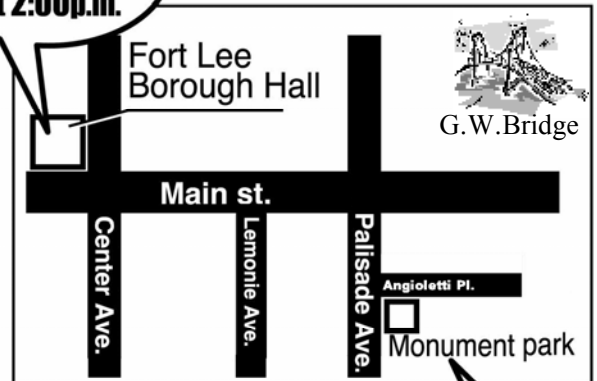 2:00p.m.
Fort Lee
Borough Hall
G.W.Bridge
Main st.
Center Ave.
Lemonie Ave.
Palisade Ave.
Angioletti Pl.
Monument park